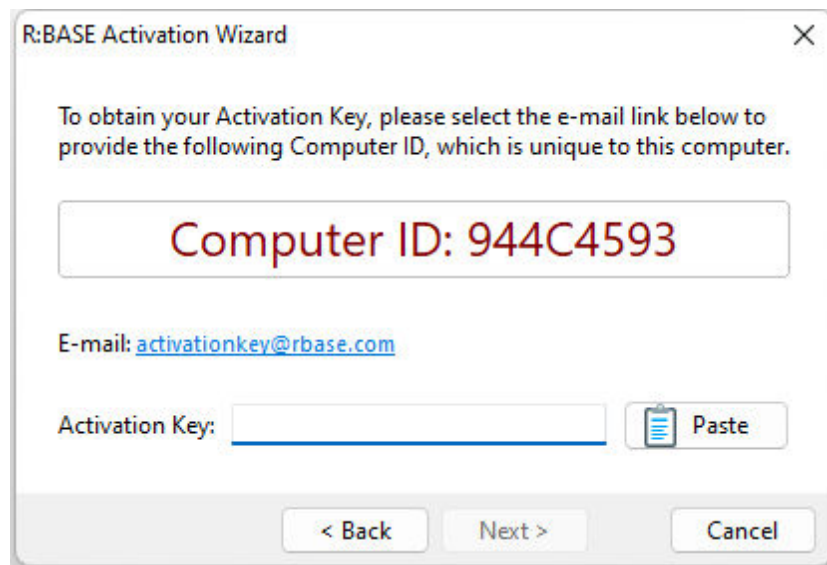 R:BASE Activation Wizard
To obtain your Activation Key, please select the e-mail link below to
provide the following Computer ID, which is unique to this computer.
Computer ID: 944C4593
E-mail: activationkey@rbase.com
Activation Key:
Paste
< Back
Next >
Cancel